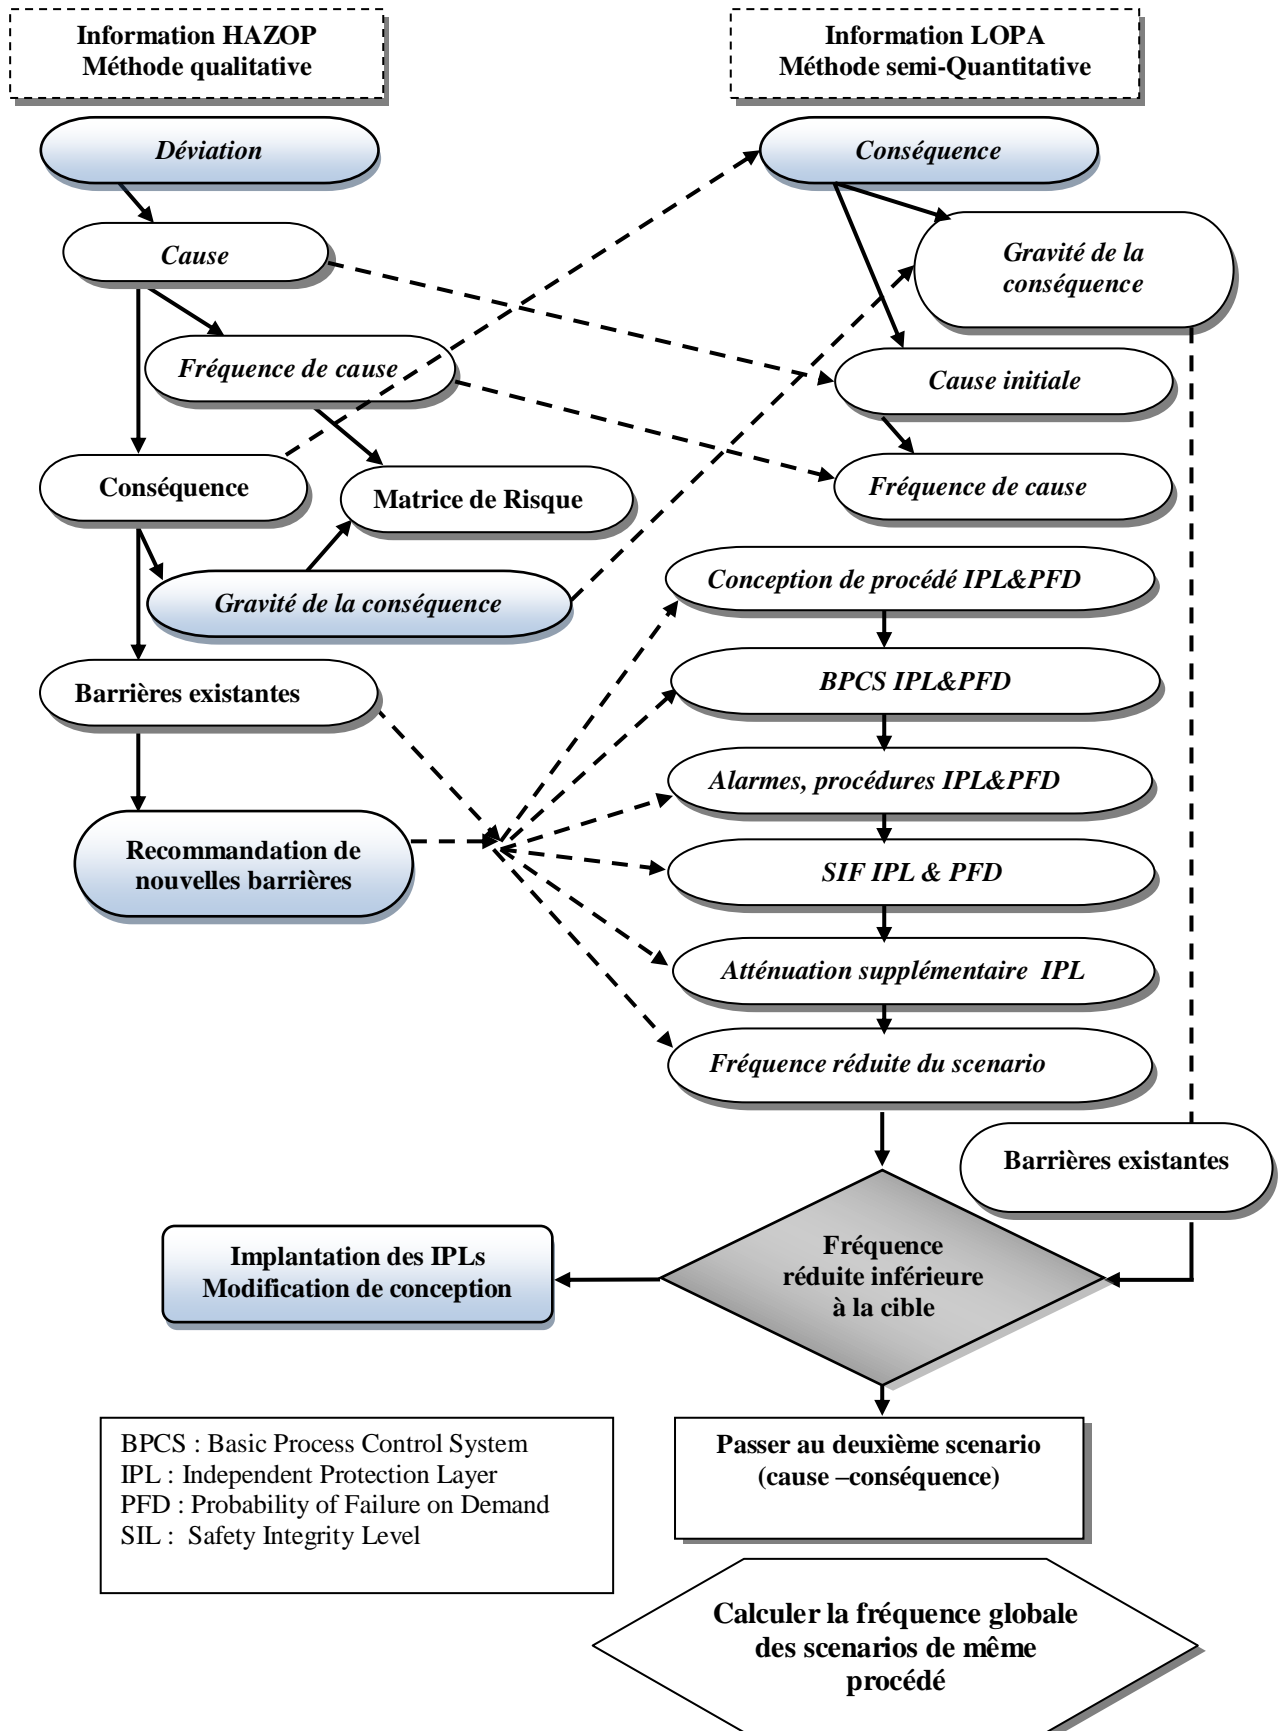 Information HAZOP
Méthode qualitative
Information LOPA
Méthode semi-Quantitative
Déviation
Conséquence
Cause
Gravité de la
conséquence
Fréquence de cause
Cause initiale
Conséquence
Matrice de Risque
Fréquence de cause
Gravité de la conséquence
Conception de procédé IPL&PFD
Barrières existantes
BPCS IPL&PFD
Alarmes, procédures IPL&PFD
Recommandation de
nouvelles barrières
SIF IPL & PFD
Atténuation supplémentaire IPL
Fréquence réduite du scenario
Barrières existantes
Fréquence
réduite inférieure
à la cible
Implantation des IPLs
Modification de conception
BPCS : Basic Process Control System
IPL : Independent Protection Layer
PFD : Probability of Failure on Demand
SIL : Safety Integrity Level
Passer au deuxième scenario
(cause –conséquence)
Calculer la fréquence globale
des scenarios de même
procédé